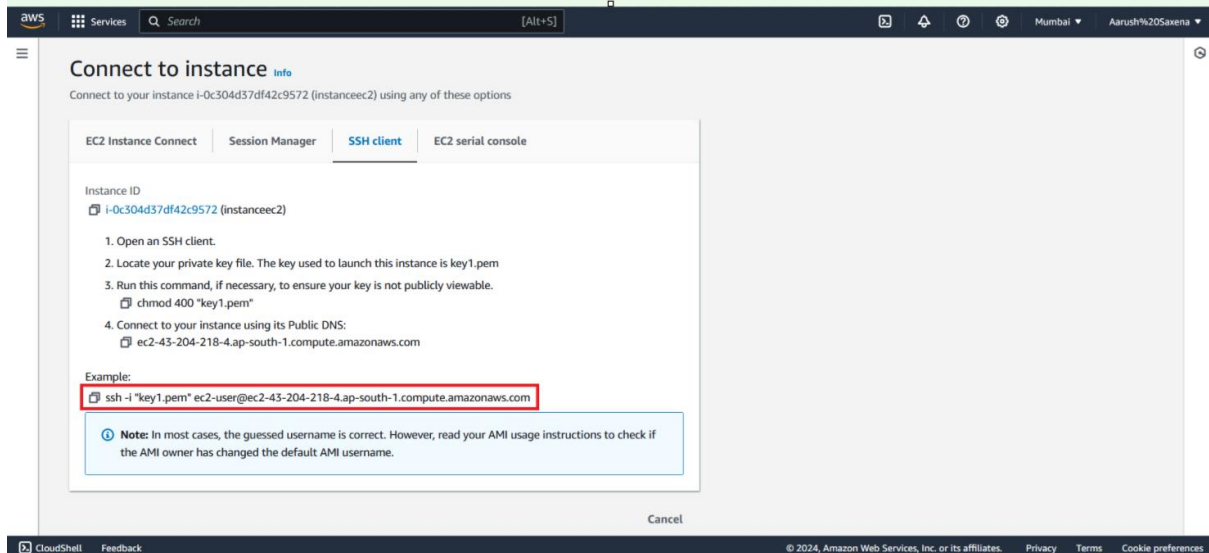 aws Services Search [Alt+S] Mumbai Aarush%20Saxena
Connect to instance Info
Connect to your instance i-0c304d37df42c9572 (instanceec2) using any of these options
EC2 Instance Connect Session Manager SSH client EC2 serial console
Instance ID
i-0c304d37df42c9572 (instanceec2)
1. Open an SSH client.
2. Locate your private key file. The key used to launch this instance is key1.pem
3. Run this command, if necessary, to ensure your key is not publicly viewable.
chmod 400 "key1.pem"
4. Connect to your instance using its Public DNS:
ec2-43-204-218-4.ap-south-1.compute.amazonaws.com
Example:
ssh -i "key1.pem" ec2-user@ec2-43-204-218-4.ap-south-1.compute.amazonaws.com
Note: In most cases, the guessed username is correct. However, read your AMI usage instructions to check if
the AMI owner has changed the default AMI username.
Cancel
CloudShell Feedback © 2024, Amazon Web Services, Inc. or its affiliates. Privacy Terms Cookie preferences